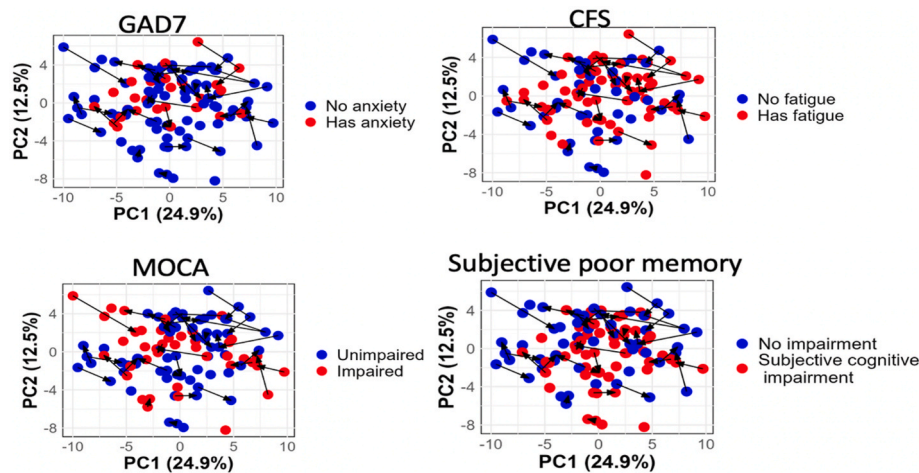 GAD7
PC2 (12.5%)
4
0
-4
-8
-10
-5
0
5
10
PC1 (24.9%)
No anxiety
Has anxiety
CFS
PC2 (12.5%)
4
0
-4
-8
-10
-5
0
5
10
PC1 (24.9%)
No fatigue
Has fatigue
MOCA
PC2 (12.5%)
4
0
-4
-8
-10
-5
0
5
10
PC1 (24.9%)
Unimpaired
Impaired
Subjective poor memory
PC2 (12.5%)
4
0
-4
-8
-10
-5
0
5
10
PC1 (24.9%)
No impairment
Subjective cognitive
impairment